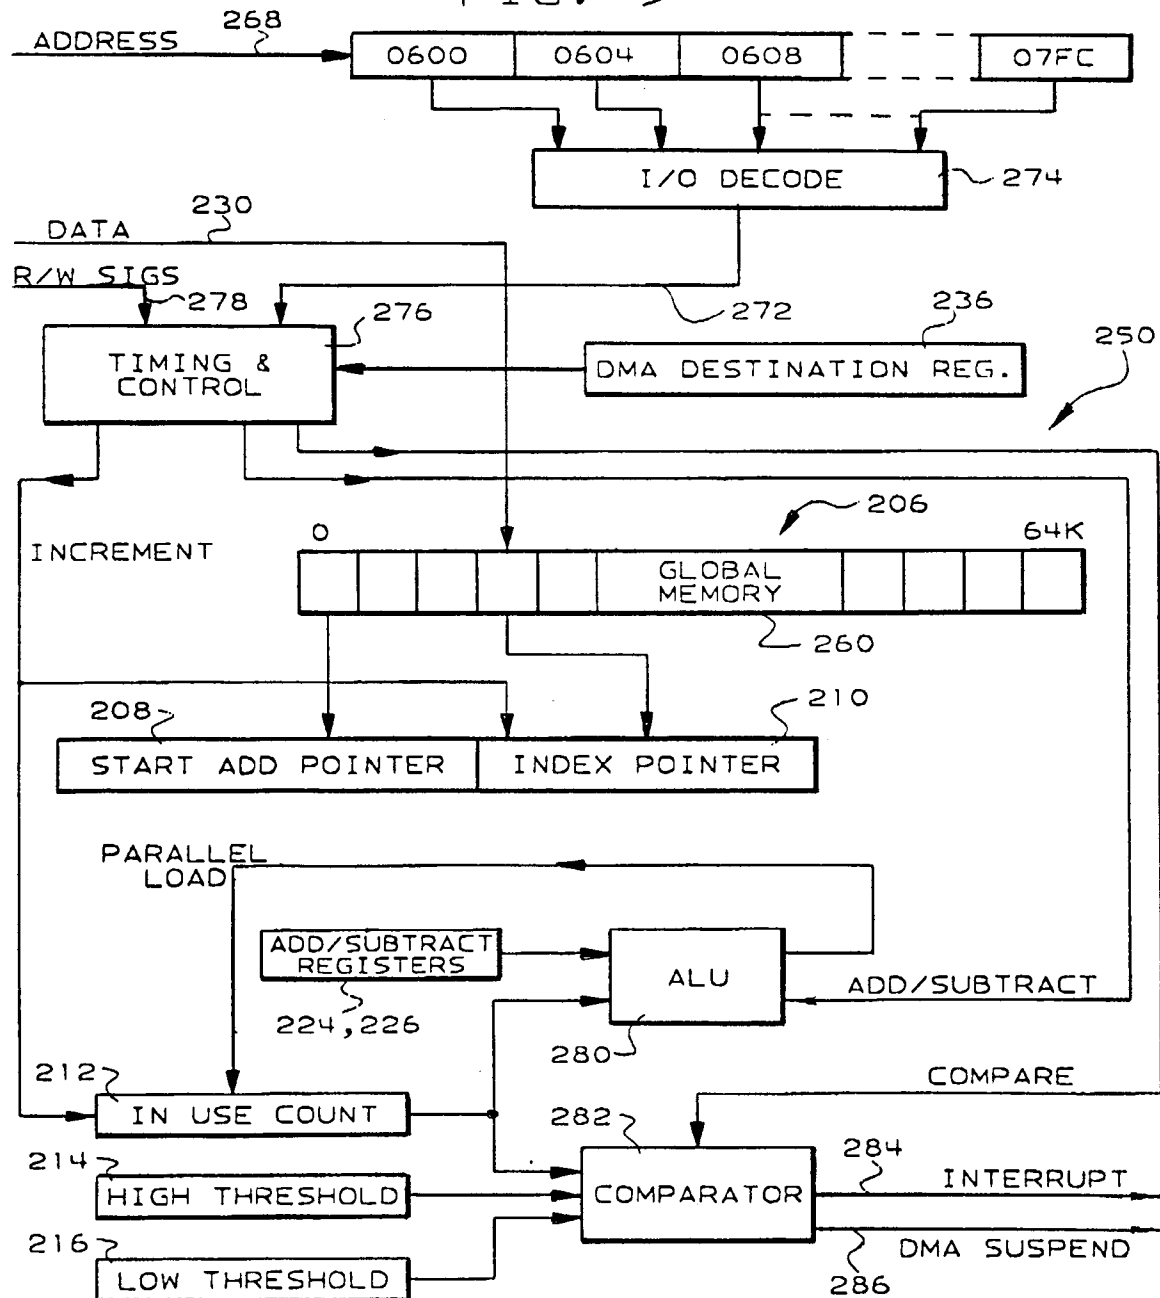 268
ADDRESS
0600 0604 0608 07FC
I/O DECODE
274
230
DATA
R/W SIGS
278
272
276
236
250
TIMING &
CONTROL
DMA DESTINATION REG.
206
0
64K
INCREMENT
GLOBAL
MEMORY
260
208
210
START ADD POINTER
INDEX POINTER
PARALLEL
LOAD
ADD/SUBTRACT
REGISTERS
ALU
ADD/SUBTRACT
224,226
280
212
COMPARE
IN USE COUNT
282
214
284
INTERRUPT
HIGH THRESHOLD
COMPARATOR
216
DMA SUSPEND
LOW THRESHOLD
286